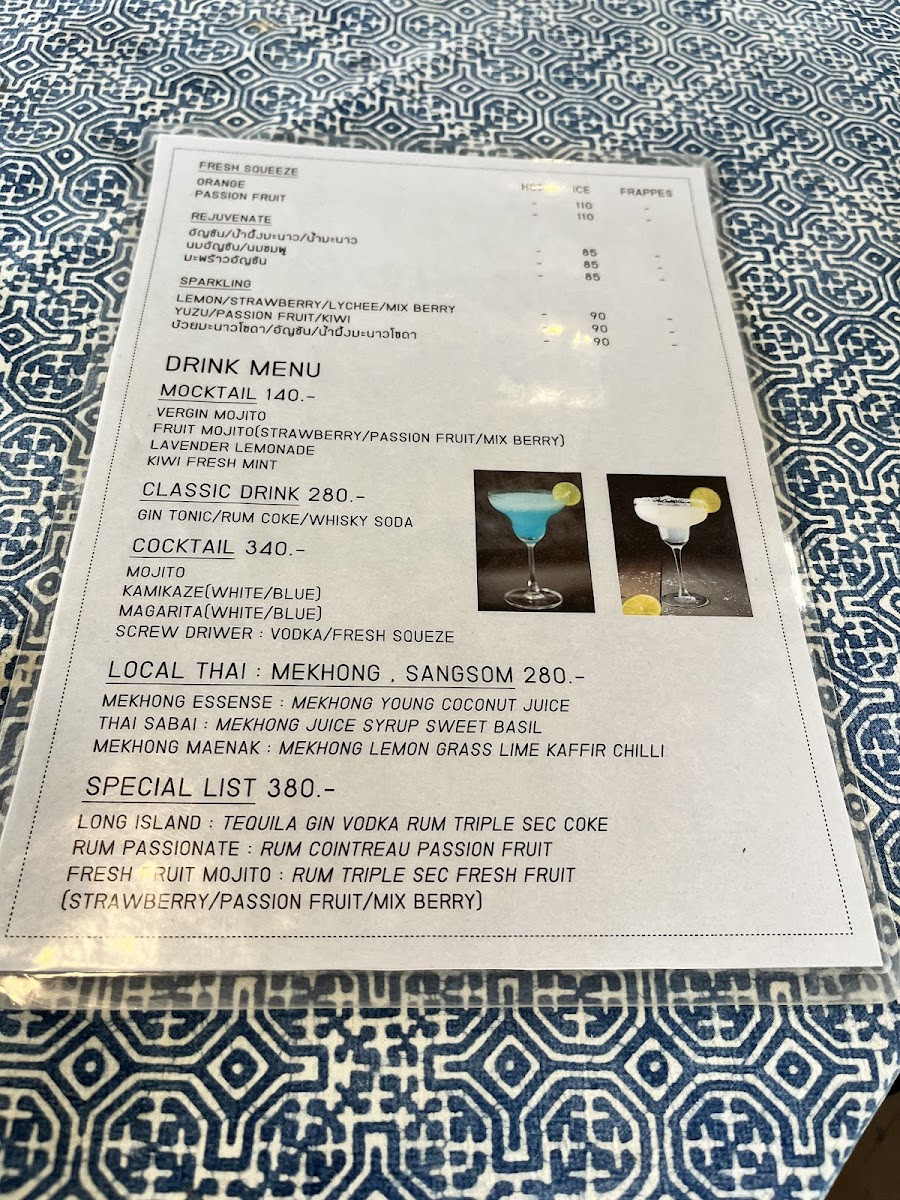 FRESH SQUEEZE
HOT ICE FRAPPES
ORANGE - 110 -
PASSION FRUIT - 110 -
REJUVENATE
อัญชัน/น้ำผึ้งมะนาว/น้ำมะนาว - 85 -
นมอัญชัน/นมชมพู - 85 -
มะพร้าวอัญชัน - 85 -
SPARKLING
LEMON/STRAWBERRY/LYCHEE/MIX BERRY - 90 -
YUZU/PASSION FRUIT/KIWI - 90 -
บ๊วยมะนาวโซดา/อัญชัน/น้ำผึ้งมะนาวโซดา - 90 -
DRINK MENU
MOCKTAIL 140.-
VERGIN MOJITO
FRUIT MOJITO(STRAWBERRY/PASSION FRUIT/MIX BERRY)
LAVENDER LEMONADE
KIWI FRESH MINT
CLASSIC DRINK 280.-
GIN TONIC/RUM COKE/WHISKY SODA
COCKTAIL 340.-
MOJITO
KAMIKAZE(WHITE/BLUE)
MAGARITA(WHITE/BLUE)
SCREW DRIWER : VODKA/FRESH SQUEZE
LOCAL THAI : MEKHONG , SANGSOM 280.-
MEKHONG ESSENSE : MEKHONG YOUNG COCONUT JUICE
THAI SABAI : MEKHONG JUICE SYRUP SWEET BASIL
MEKHONG MAENAK : MEKHONG LEMON GRASS LIME KAFFIR CHILLI
SPECIAL LIST 380.-
LONG ISLAND : TEQUILA GIN VODKA RUM TRIPLE SEC COKE
RUM PASSIONATE : RUM COINTREAU PASSION FRUIT
FRESH FRUIT MOJITO : RUM TRIPLE SEC FRESH FRUIT
(STRAWBERRY/PASSION FRUIT/MIX BERRY)